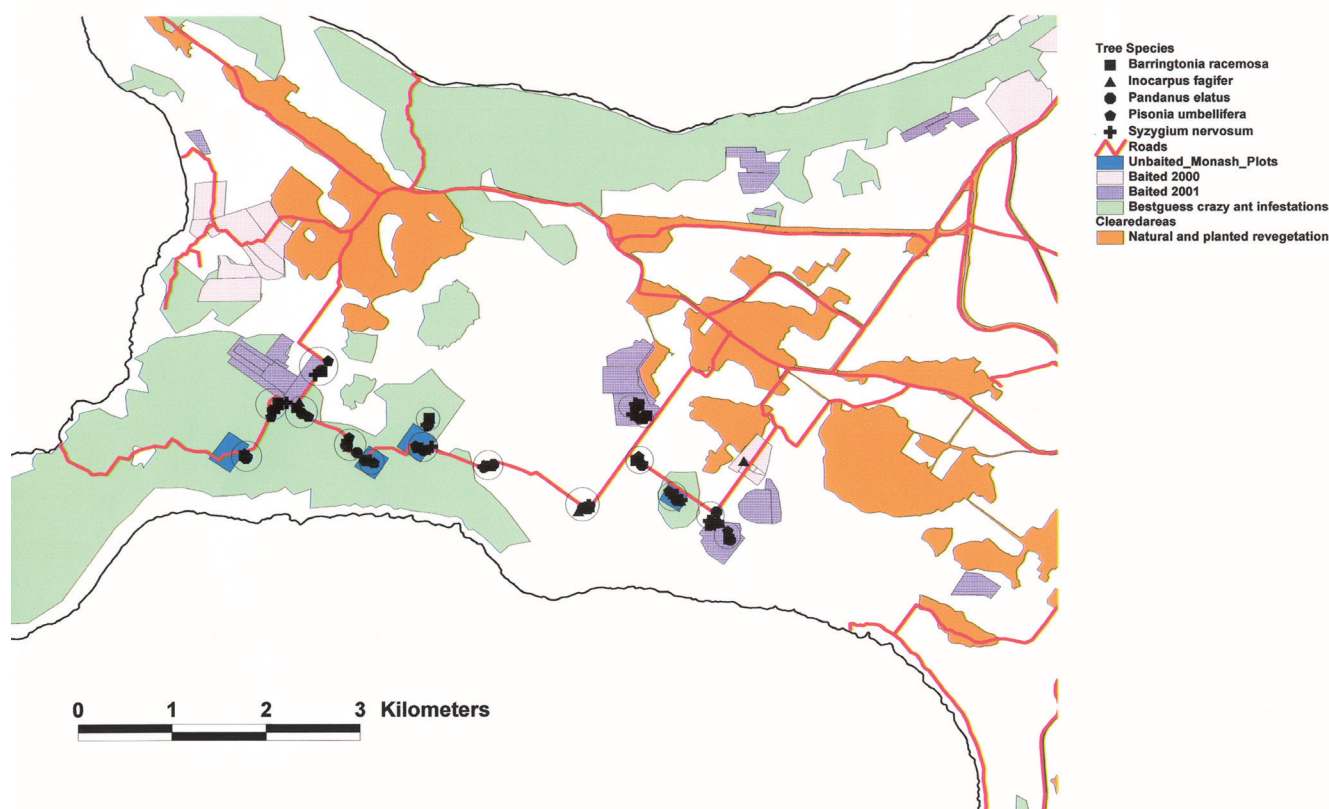 Tree Species
Barringtonia racemosa
Inocarpus fagifer
Pandanus elatus
Pisonia umbellifera
Syzygium nervosum
Roads
Unbaited_Monash_Plots
Baited 2000
Baited 2001
Bestguess crazy ant infestations
Clearedareas
Natural and planted revegetation
0 1 2 3 Kilometers